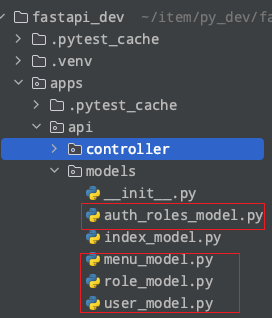 fastapi_dev ~/item/py_dev/fa
.pytest_cache
.venv
apps
.pytest_cache
api
controller
models
__init__.py
auth_roles_model.py
index_model.py
menu_model.py
role_model.py
user_model.py